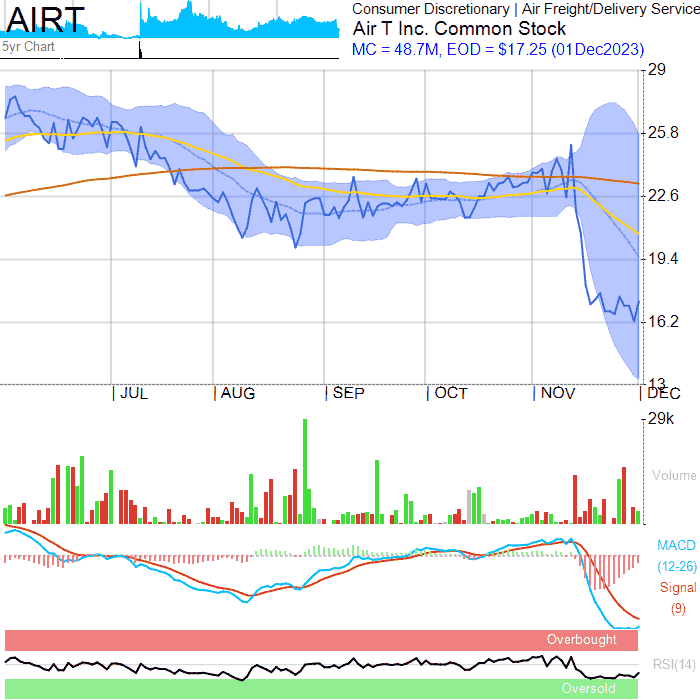 AIRT
Consumer Discretionary | Air Freight/Delivery Service
Air T Inc. Common Stock
5yr Chart
MC = 48.7M, EOD = $17.25 (01Dec2023)
29
25.8
22.6
19.4
16.2
13
| JUL
| AUG
| SEP
| OCT
| NOV
| DEC
29k
Volume
MACD
(12-26)
Signal
(9)
Overbought
RSI(14)
Oversold